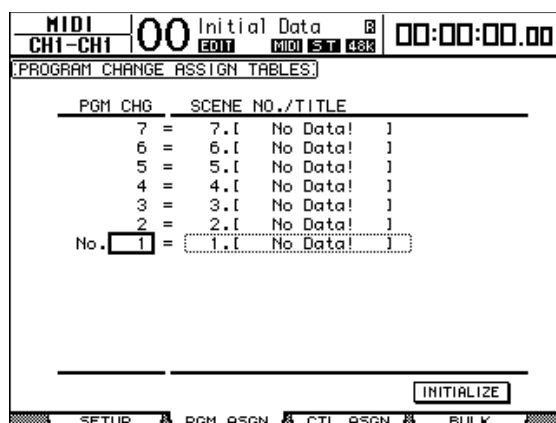 MIDI
CH1-CH1
00 Initial Data R
EDIT MIDI ST 48K
00:00:00.00
PROGRAM CHANGE ASSIGN TABLES
PGM CHG SCENE NO./TITLE
7 = 7.[ No Data! ]
6 = 6.[ No Data! ]
5 = 5.[ No Data! ]
4 = 4.[ No Data! ]
3 = 3.[ No Data! ]
2 = 2.[ No Data! ]
No. 1 = 1.[ No Data! ]
INITIALIZE
SETUP PGM ASGN CTL ASGN BULK